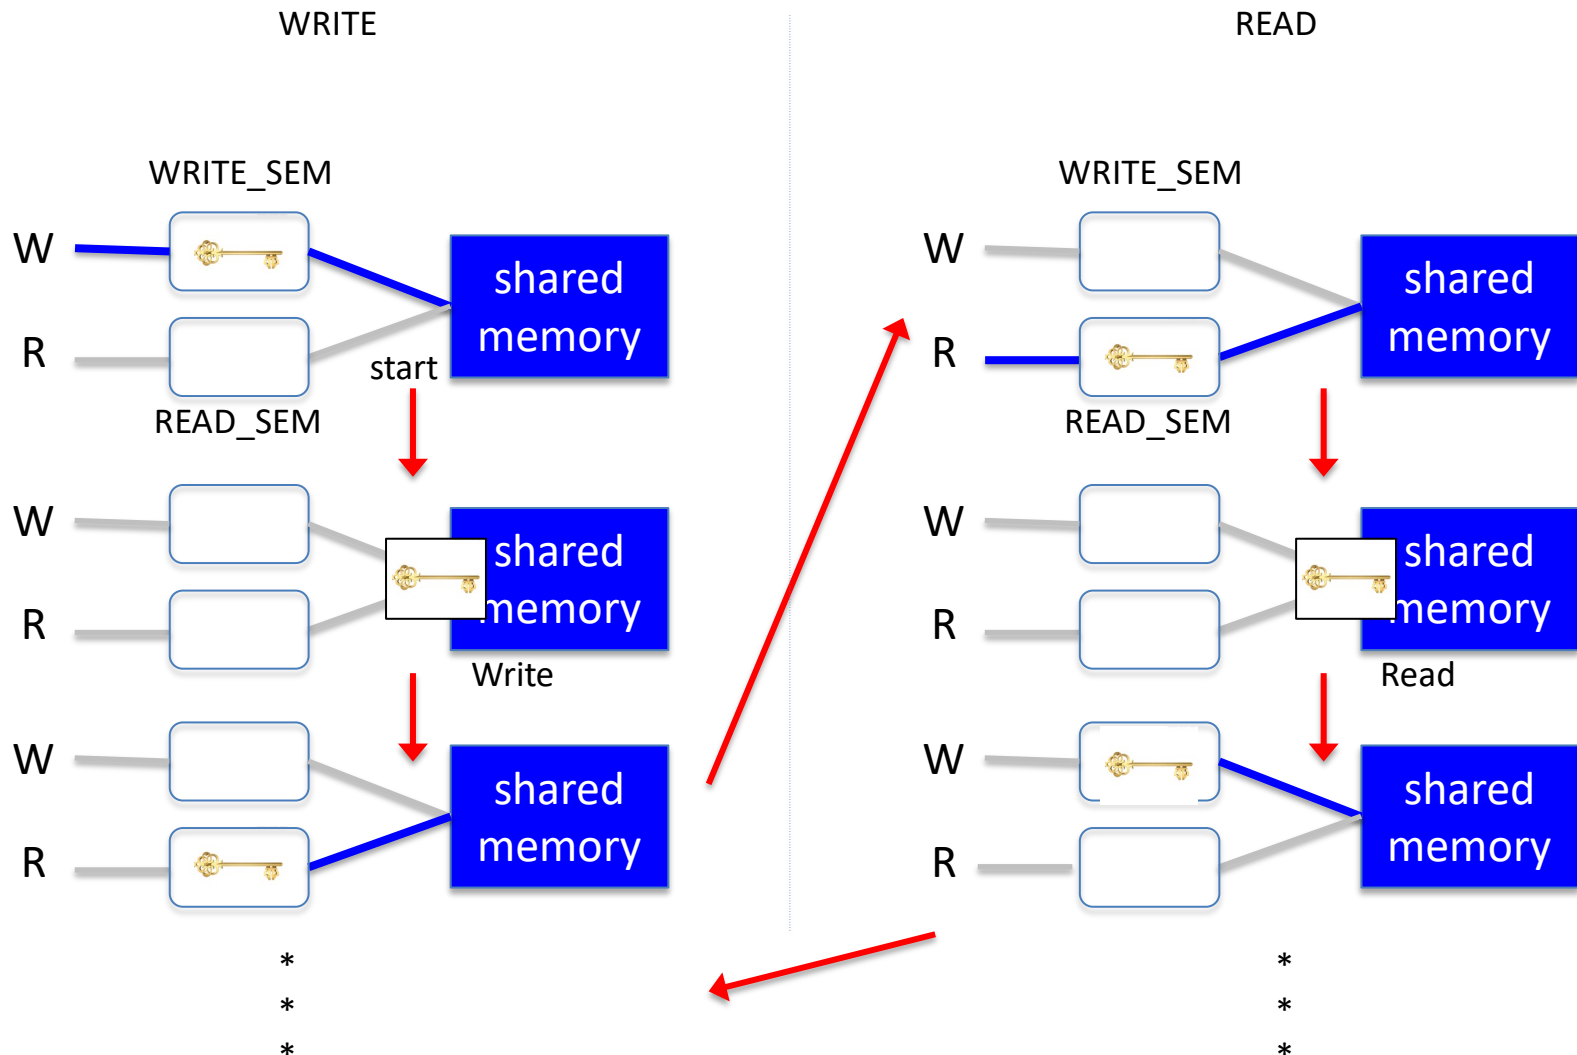 WRITE
WRITE_SEM
W
shared
memory
R
start
READ_SEM
W
shared
memory
R
Write
W
shared
memory
R
*
*
*
READ
WRITE_SEM
W
shared
memory
R
READ_SEM
W
shared
memory
R
Read
W
shared
memory
R
*
*
*